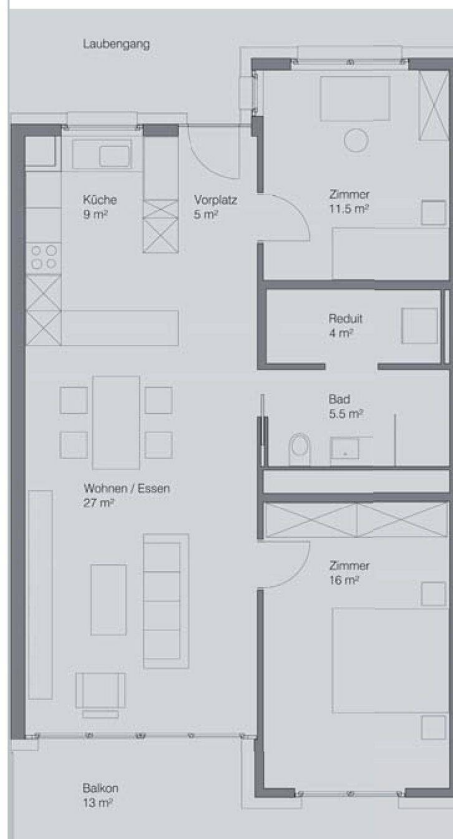 Laubengang
Küche
9 m²
Vorplatz
5 m²
Zimmer
11.5 m²
Reduit
4 m²
Bad
5.5 m²
Wohnen / Essen
27 m²
Zimmer
16 m²
Balkon
13 m²